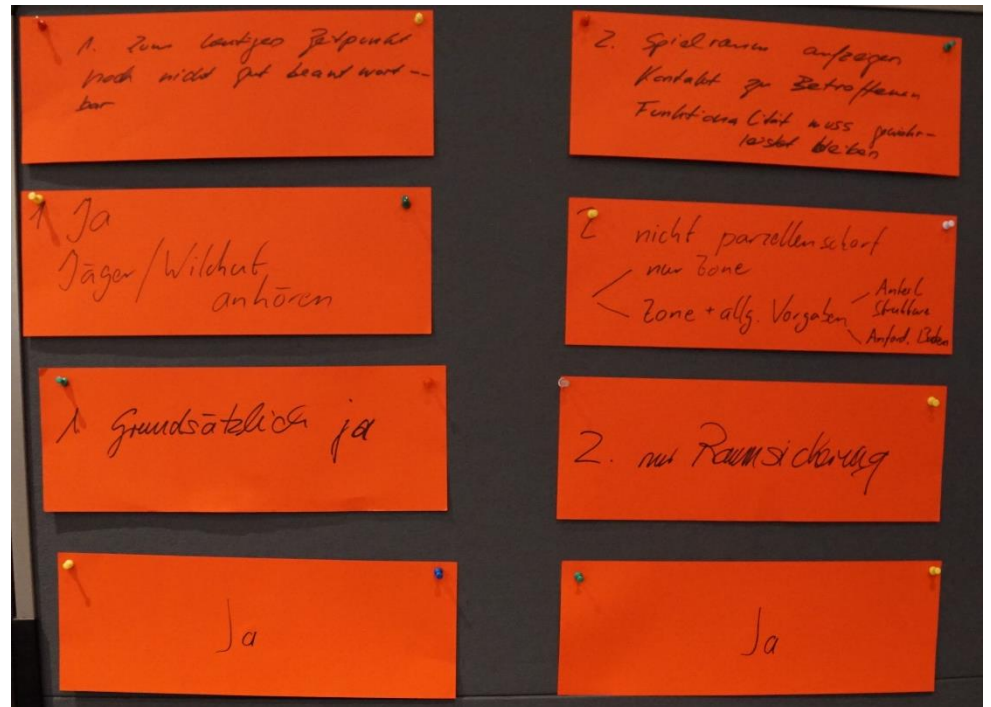 1. Zum heutigen Zeitpunkt
noch nicht gut beantwort--
bar
2. Spielraum aufzeigen
Kontakt zu Betroffenen
Funktionalität muss gewähr-
leistet bleiben
1 Ja
Jäger/Wildhut
anhören
2 nicht parzellenscharf
nur Zone
Zone + allg. Vorgaben
Anteil
Strukturen
Anford. Boden
1 Grundsätzlich ja
2. nur Raumsicherung
Ja
Ja